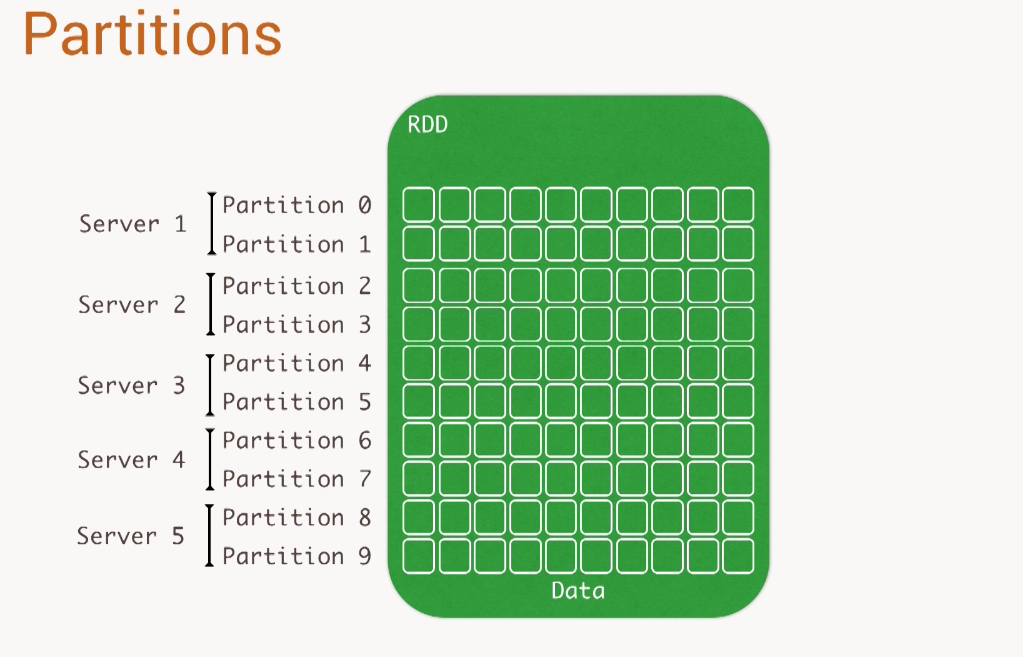 Partitions
RDD
Server 1
Partition 0
Partition 1
Server 2
Partition 2
Partition 3
Server 3
Partition 4
Partition 5
Server 4
Partition 6
Partition 7
Server 5
Partition 8
Partition 9
Data